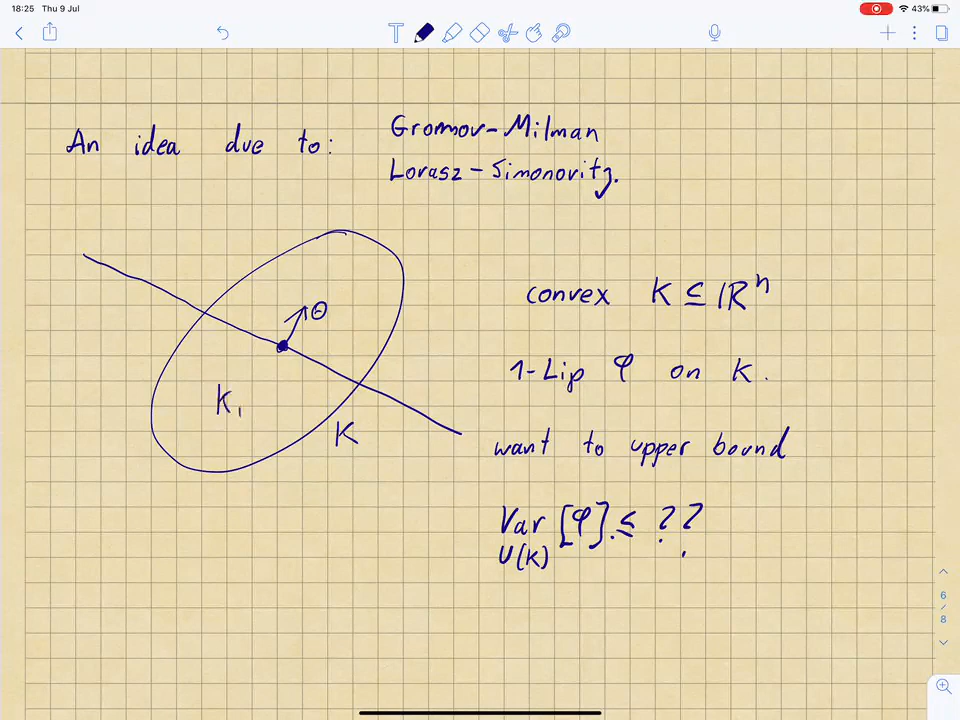 18:25 Thu 9 Jul
43%
An idea due to:
Gromov-Milman
Lovasz-Simonovitz.
Θ
K₁
K
convex K ⊆ ℝⁿ
1-Lip φ on K.
want to upper bound
Var [φ] ≤ ??
U(K)
6
/
8